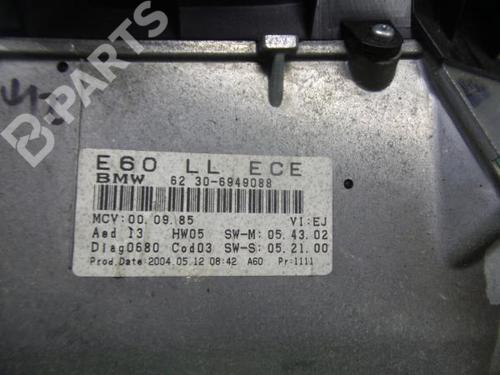 B-PARTS
E60 LL ECE
BMW 62 30-6949088
MCV:00.09.85 VI:EJ
Aed 13 HW05 SW-M:05.43.02
Diag0680 Cod03 SW-S:05.21.00
Prod.Date:2004.05.12 08:42 A60 Pr:1111